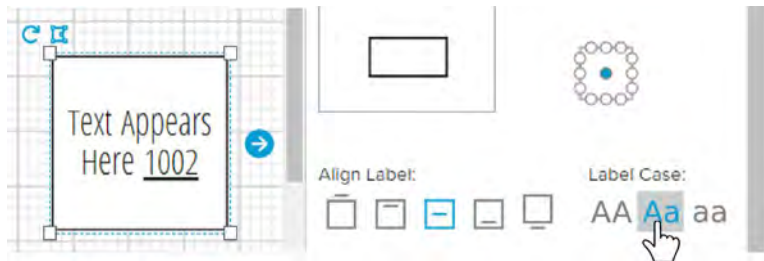 Text Appears
Here 1002
Align Label:
Label Case:
AA Aa aa